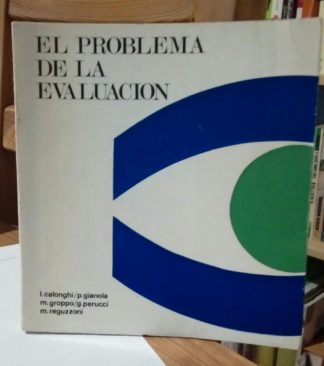 EL PROBLEMA
DE LA
EVALUACION
l.calonghi/p.gianola
m.groppo/g.perucci
m.reguzzoni